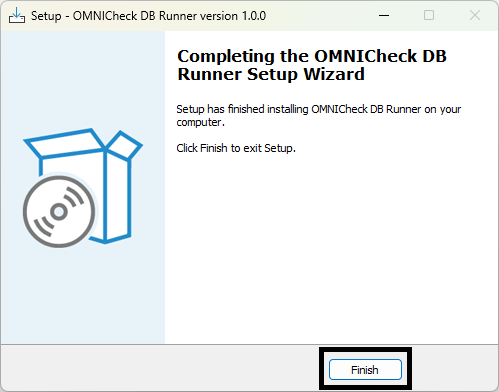 Setup - OMNICheck DB Runner version 1.0.0
Completing the OMNICheck DB
Runner Setup Wizard
Setup has finished installing OMNICheck DB Runner on your
computer.
Click Finish to exit Setup.
Finish